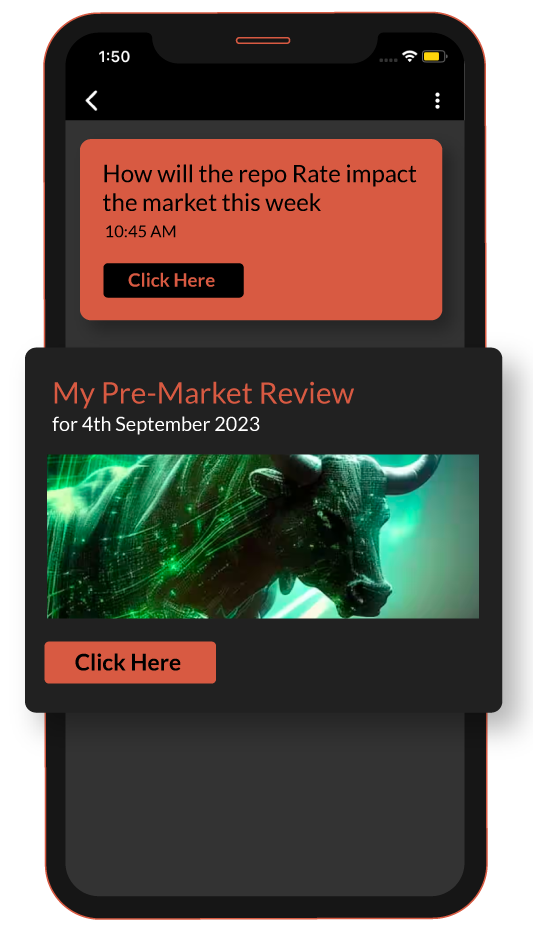 1:50
How will the repo Rate impact
the market this week
10:45 AM
Click Here
My Pre-Market Review
for 4th September 2023
Click Here